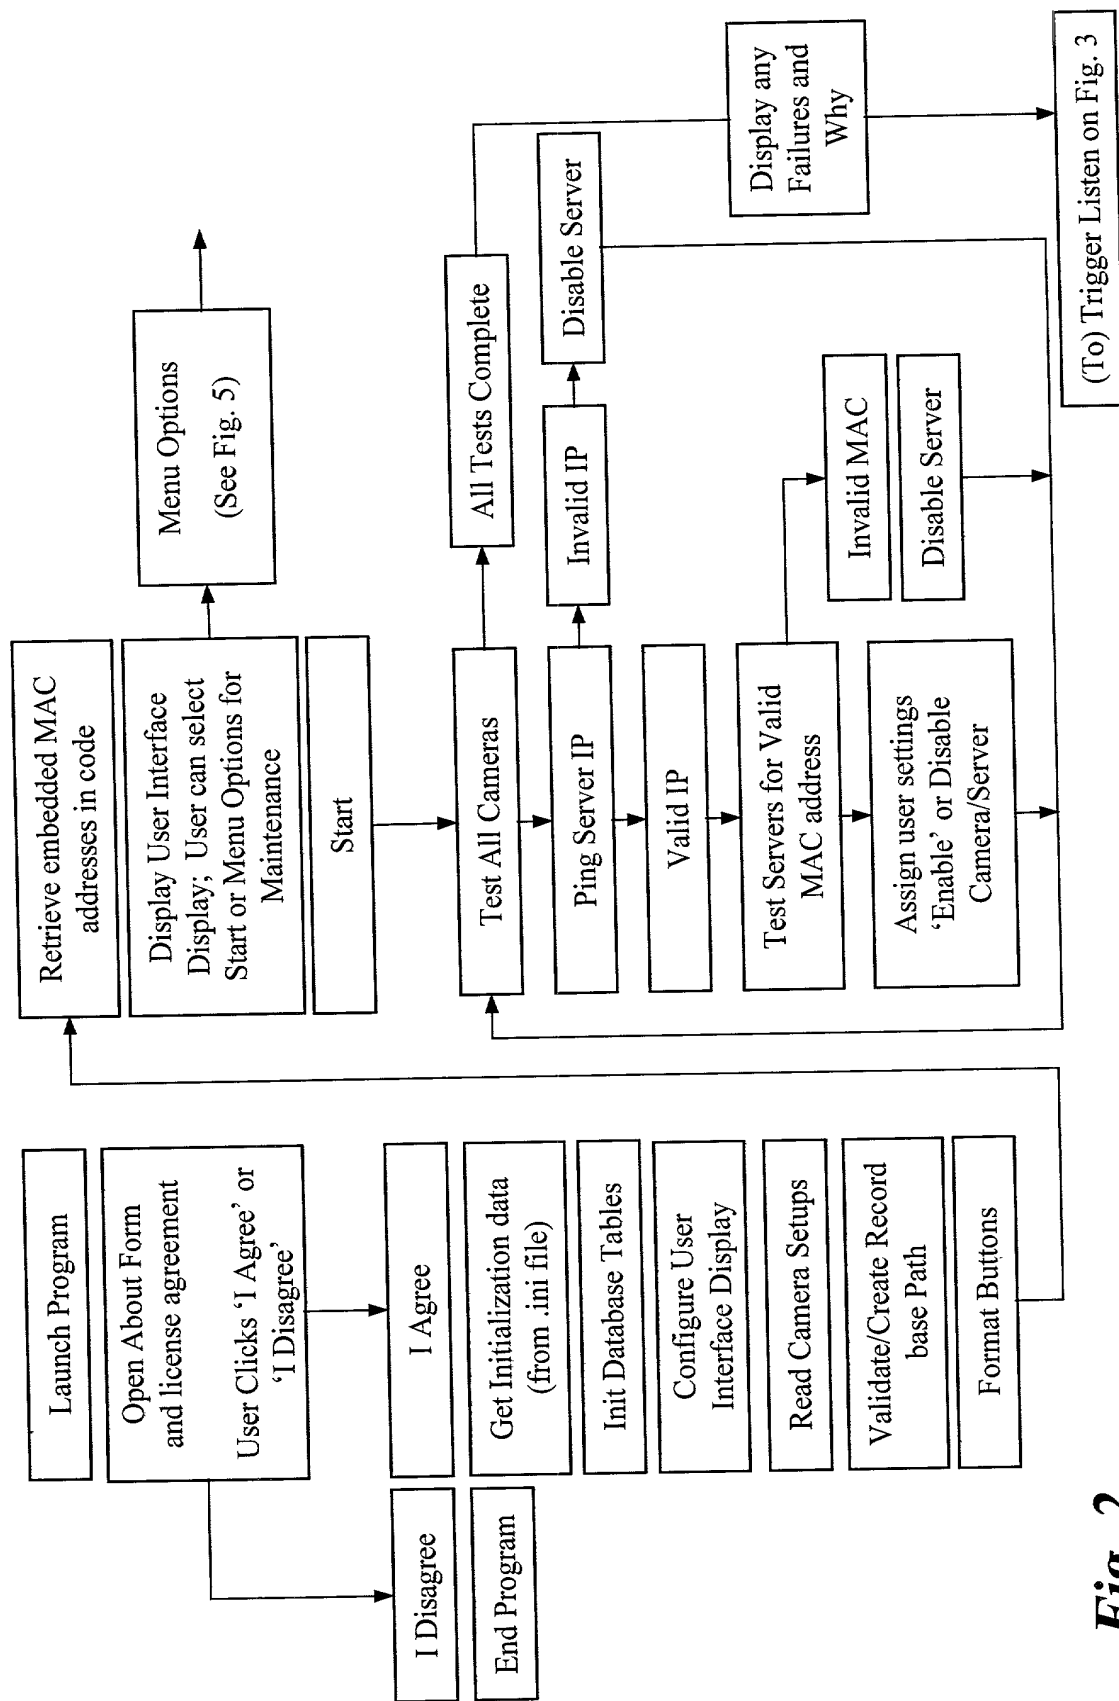 Launch Program
Open About Form
and license agreement
User Clicks ‘I Agree’ or
‘I Disagree’
I Disagree
End Program
I Agree
Get Initialization data
(from .ini file)
Init Database Tables
Configure User
Interface Display
Read Camera Setups
Validate/Create Record
base Path
Format Buttons
Retrieve embedded MAC
addresses in code
Display User Interface
Display; User can select
Start or Menu Options for
Maintenance
Start
Menu Options
(See Fig. 5)
Test All Cameras
All Tests Complete
Ping Server IP
Invalid IP
Disable Server
Valid IP
Test Servers for Valid
MAC address
Invalid MAC
Disable Server
Assign user settings
‘Enable’ or Disable
Camera/Server
Display any
Failures and
Why
(To) Trigger Listen on Fig. 3
Fig. 2